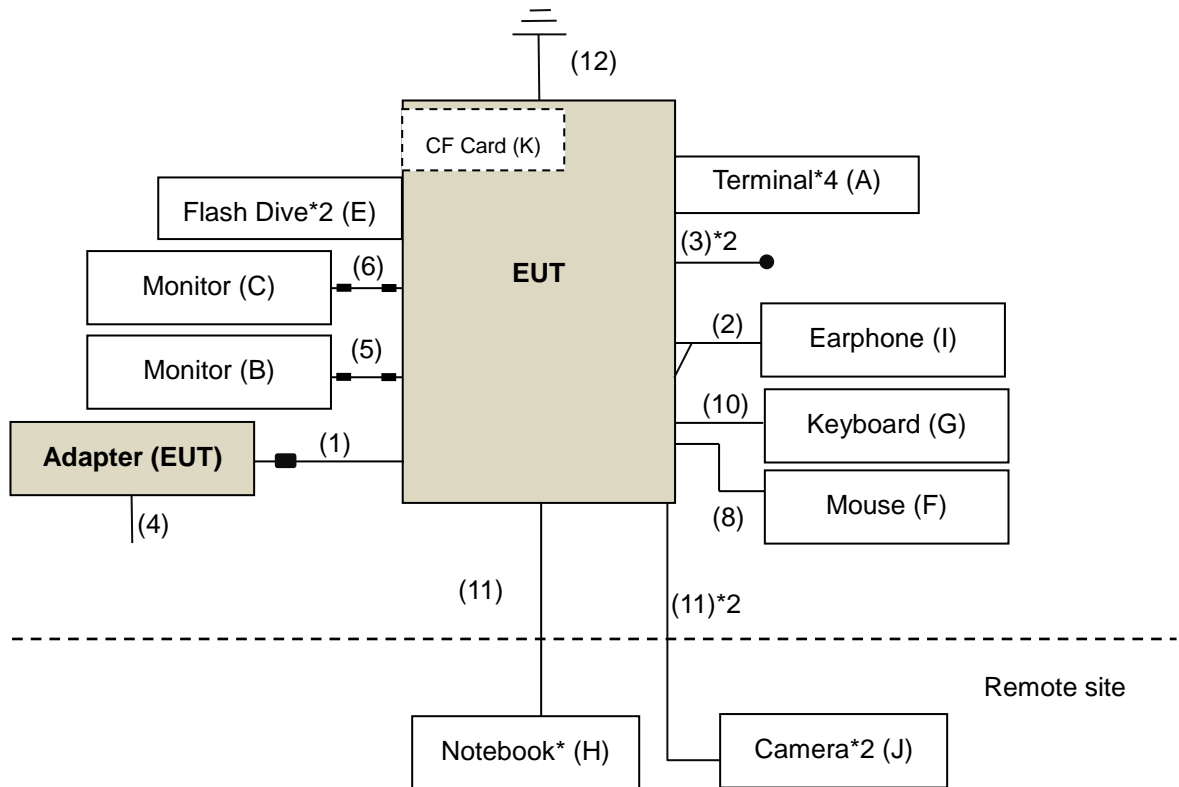 (12)
CF Card (K)
Terminal*4 (A)
Flash Dive*2 (E)
(3)*2
EUT
(6)
Monitor (C)
(2)
Earphone (I)
(5)
Monitor (B)
(10)
Keyboard (G)
Adapter (EUT)
(1)
Mouse (F)
(8)
(4)
(11)
(11)*2
Remote site
Notebook* (H)
Camera*2 (J)